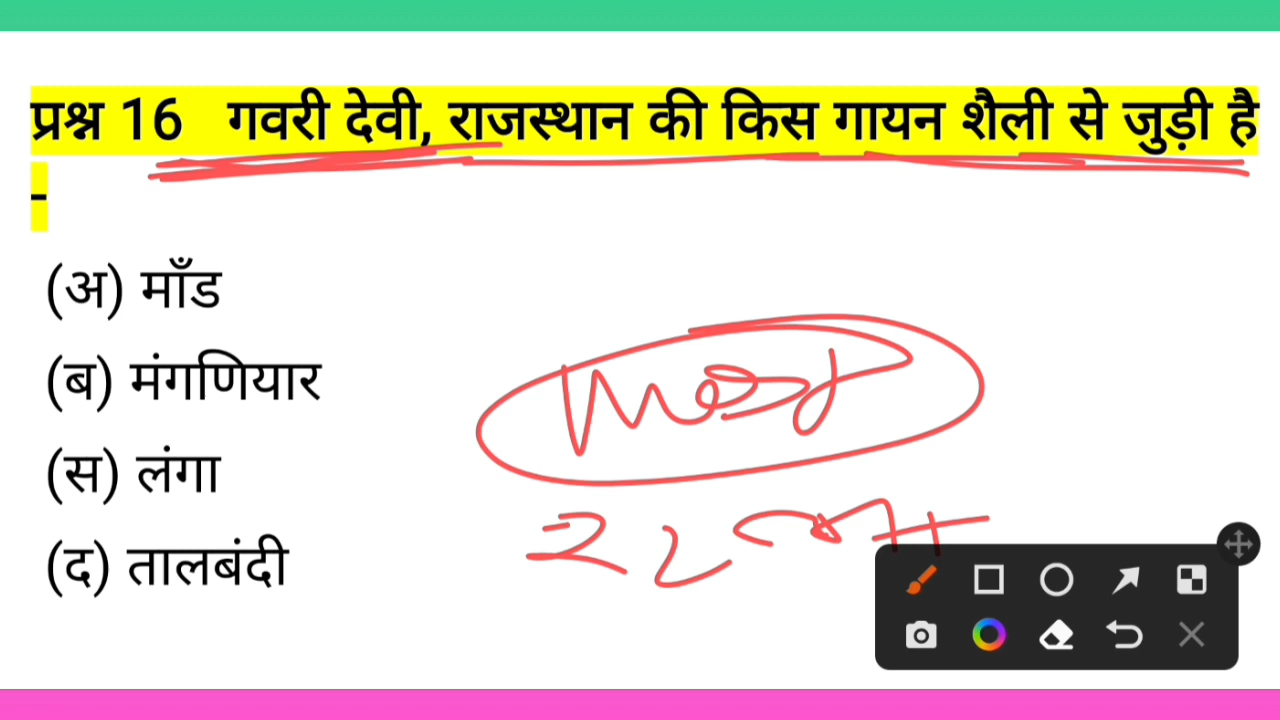 प्रश्न 16 गवरी देवी, राजस्थान की किस गायन शैली से जुड़ी है
-
(अ) माँड
(ब) मंगणियार
(स) लंगा
(द) तालबंदी